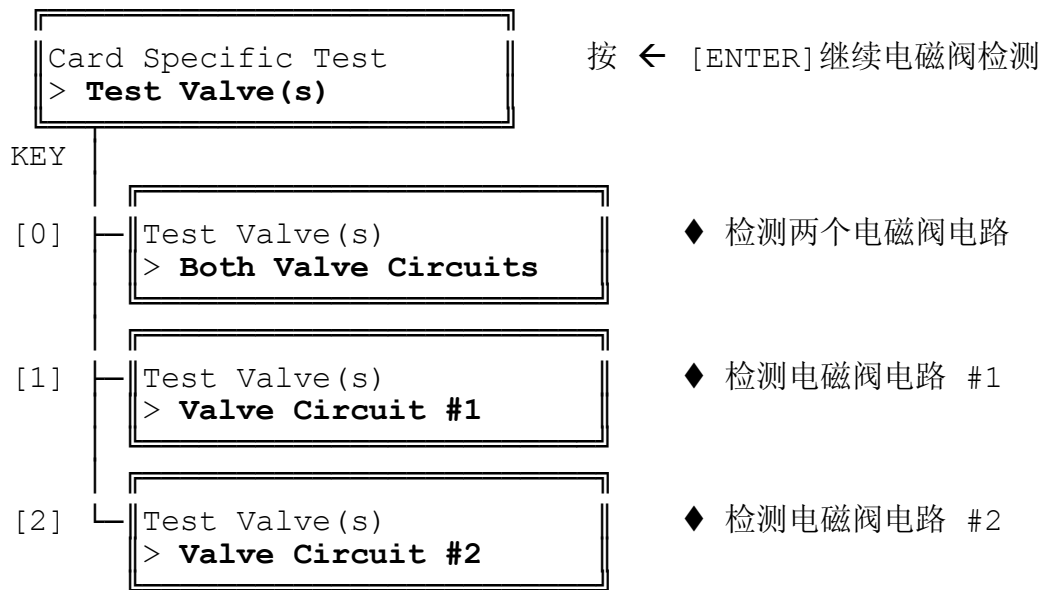 Card Specific Test 按 ← [ENTER]继续电磁阀检测
> Test Valve(s)
KEY
[0] Test Valve(s) ♦ 检测两个电磁阀电路
> Both Valve Circuits
[1] Test Valve(s) ♦ 检测电磁阀电路 #1
> Valve Circuit #1
[2] Test Valve(s) ♦ 检测电磁阀电路 #2
> Valve Circuit #2